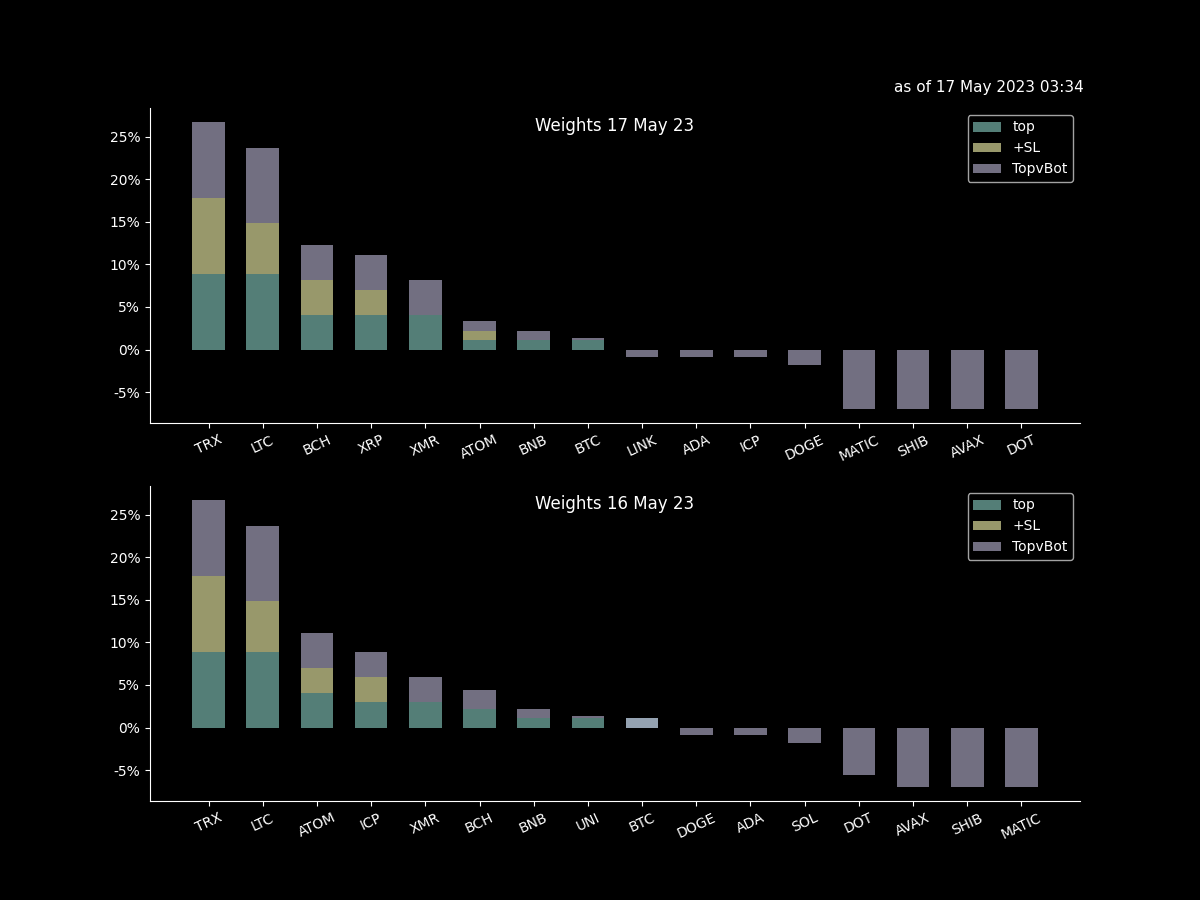 as of 17 May 2023 03:34
Weights 17 May 23
top
+SL
TopvBot
25%
20%
15%
10%
5%
0%
-5%
TRX LTC BCH XRP XMR ATOM BNB BTC LINK ADA ICP DOGE MATIC SHIB AVAX DOT
Weights 16 May 23
top
+SL
TopvBot
25%
20%
15%
10%
5%
0%
-5%
TRX LTC ATOM ICP XMR BCH BNB UNI BTC DOGE ADA SOL DOT AVAX SHIB MATIC